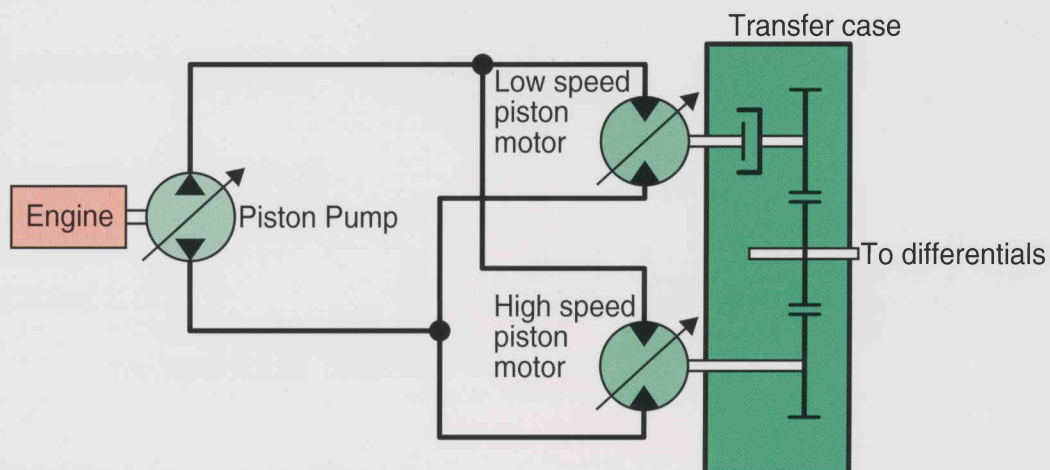 Transfer case
Low speed
piston
motor
Engine
Piston Pump
To differentials
High speed
piston
motor